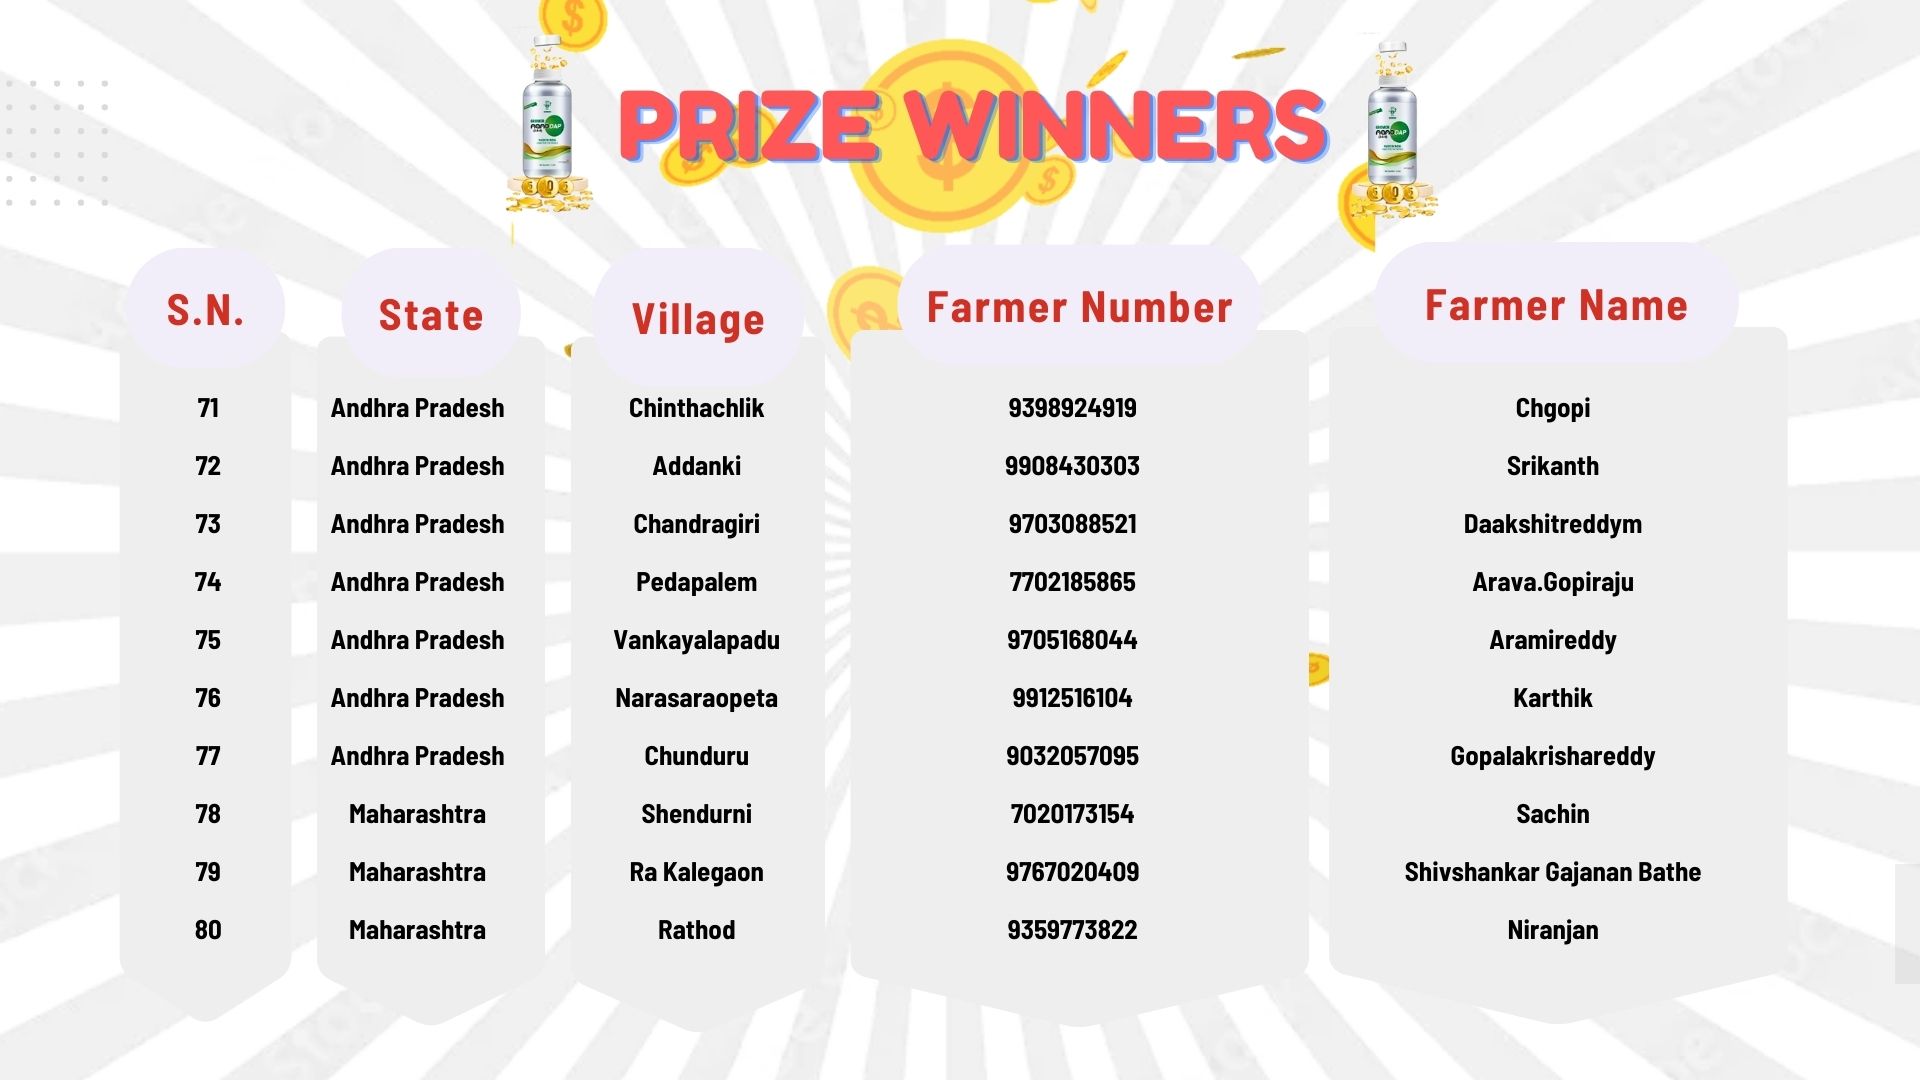 PRIZE WINNERS
S.N. State Village Farmer Number Farmer Name
71 Andhra Pradesh Chinthachlik 9398924919 Chgopi
72 Andhra Pradesh Addanki 9908430303 Srikanth
73 Andhra Pradesh Chandragiri 9703088521 Daakshitreddym
74 Andhra Pradesh Pedapalem 7702185865 Arava.Gopiraju
75 Andhra Pradesh Vankayalapadu 9705168044 Aramireddy
76 Andhra Pradesh Narasaraopeta 9912516104 Karthik
77 Andhra Pradesh Chunduru 9032057095 Gopalakrishareddy
78 Maharashtra Shendurni 7020173154 Sachin
79 Maharashtra Ra Kalegaon 9767020409 Shivshankar Gajanan Bathe
80 Maharashtra Rathod 9359773822 Niranjan